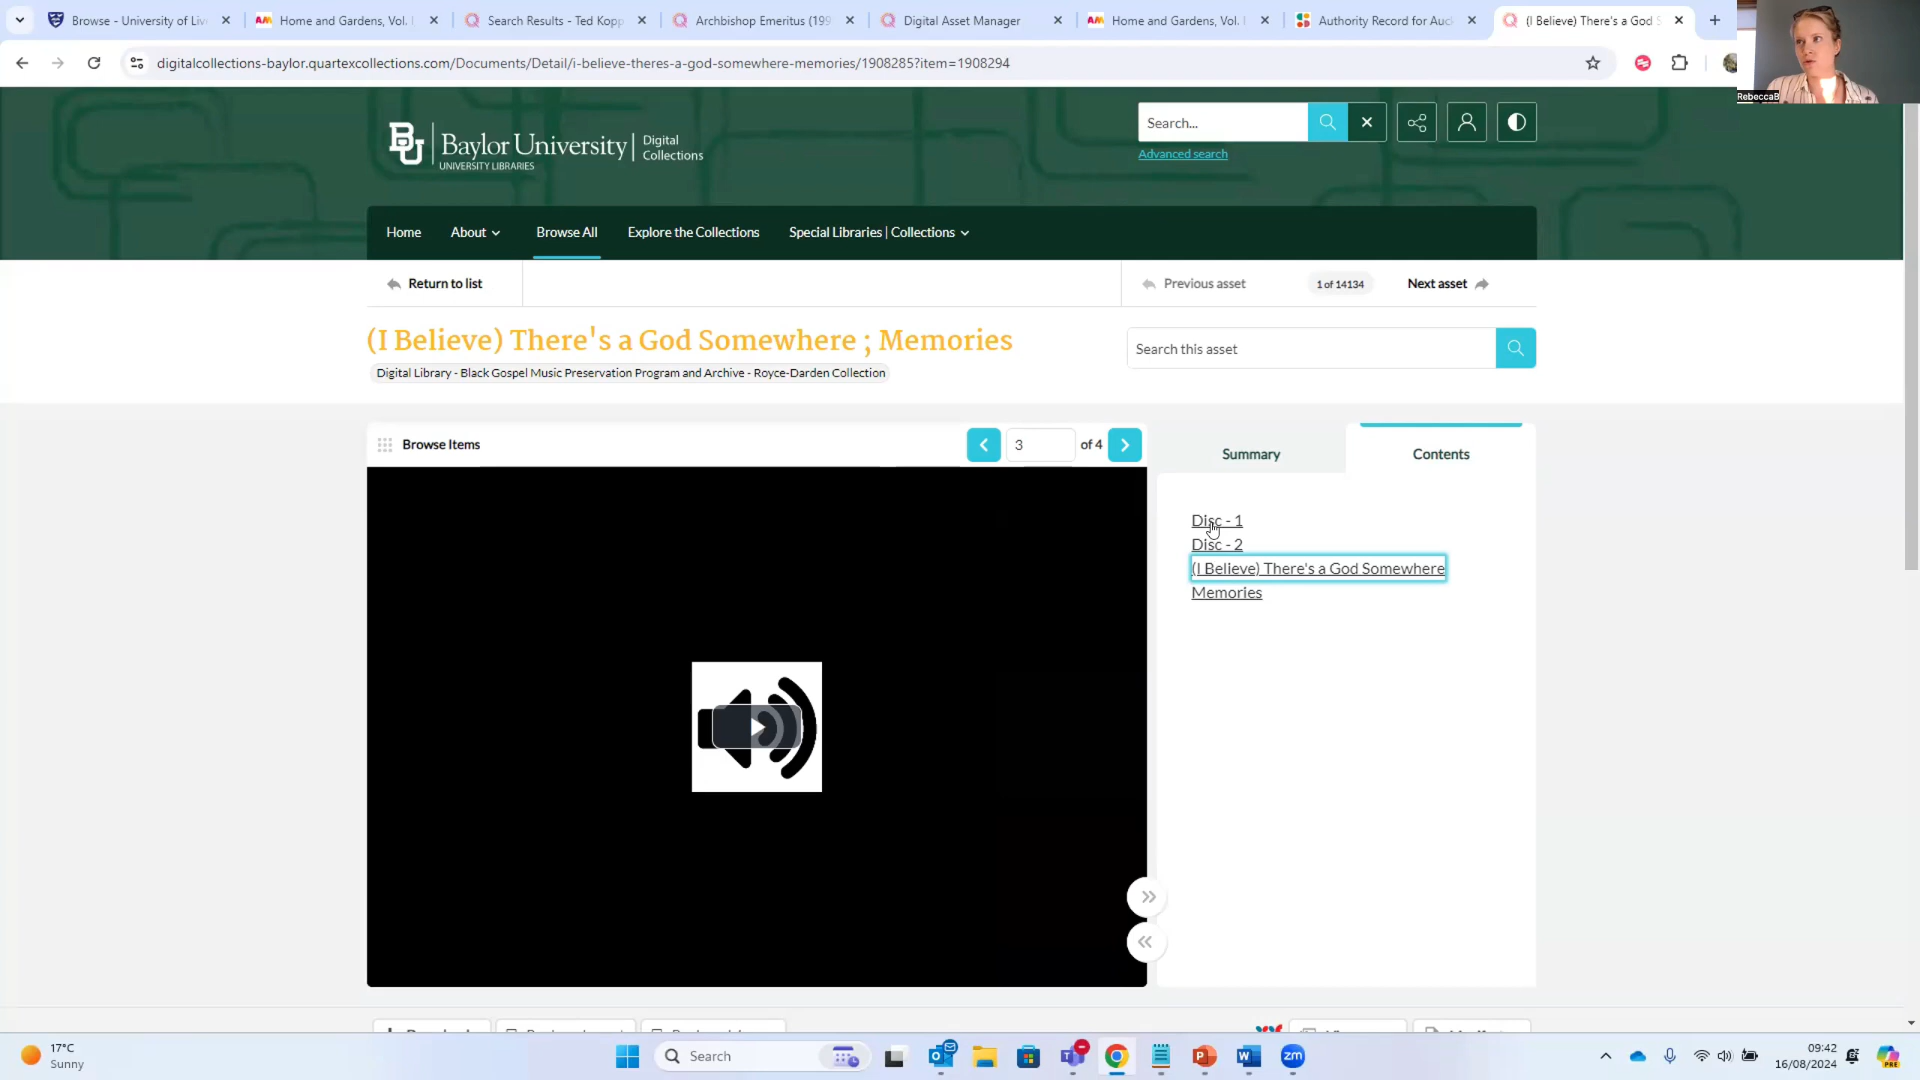 Browse - University of Liv
Home and Gardens, Vol.
Search Results - Ted Kopp
Archbishop Emeritus (199
Digital Asset Manager
Home and Gardens, Vol.
Authority Record for Auc
(I Believe) There's a God S
digitalcollections-baylor.quartexcollections.com/Documents/Detail/i-believe-theres-a-god-somewhere-memories/1908285?item=1908294
RebeccaB
BU Baylor University | Digital Collections
UNIVERSITY LIBRARIES
Search...
Advanced search
Home
About
Browse All
Explore the Collections
Special Libraries | Collections
Return to list
Previous asset
1 of 14134
Next asset
(I Believe) There's a God Somewhere ; Memories
Digital Library - Black Gospel Music Preservation Program and Archive - Royce-Darden Collection
Search this asset
Browse Items
3
of 4
Summary
Contents
Disc - 1
Disc - 2
(I Believe) There's a God Somewhere
Memories
17°C
Sunny
Search
zm
09:42
16/08/2024
PRE